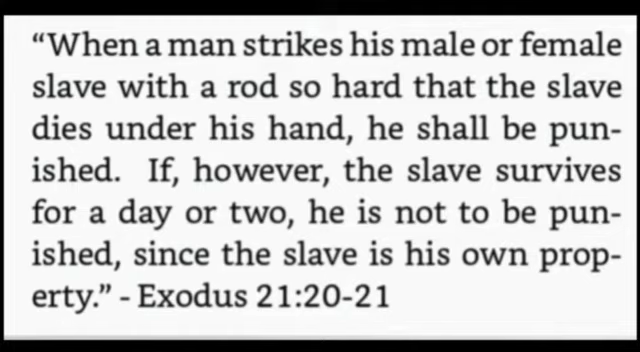 “When a man strikes his male or female
slave with a rod so hard that the slave
dies under his hand, he shall be pun-
ished.  If, however, the slave survives
for a day or two, he is not to be pun-
ished, since the slave is his own prop-
erty.” - Exodus 21:20-21